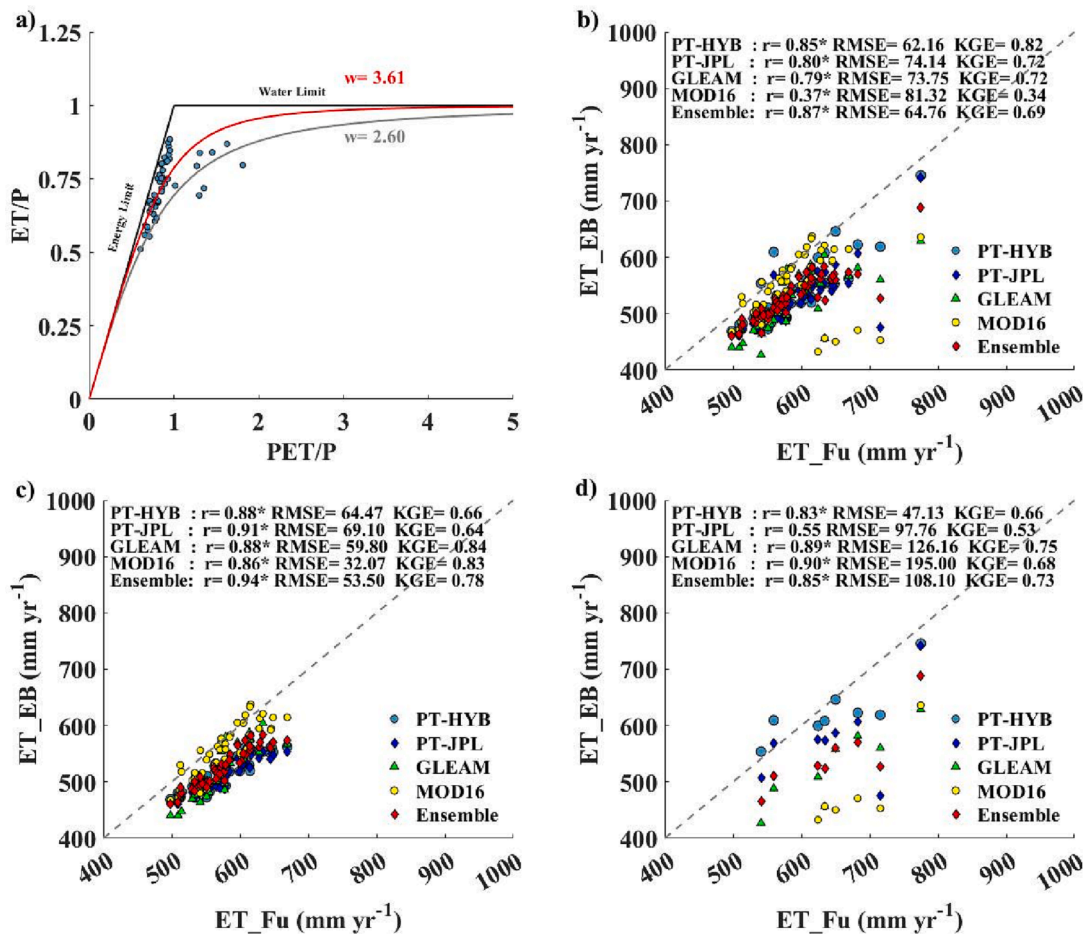 a)
1.25
1
0.75
0.5
0.25
0
ET/P
Energy Limit
Water Limit
w= 3.61
w= 2.60
0 1 2 3 4 5
PET/P
b)
PT-HYB : r= 0.85* RMSE= 62.16 KGE= 0.82
PT-JPL : r= 0.80* RMSE= 74.14 KGE= 0.72
GLEAM : r= 0.79* RMSE= 73.75 KGE= 0.72
MOD16 : r= 0.37* RMSE= 81.32 KGE= 0.34
Ensemble: r= 0.87* RMSE= 64.76 KGE= 0.69
1000
900
800
700
600
500
400
ET_EB (mm yr-1)
PT-HYB
PT-JPL
GLEAM
MOD16
Ensemble
400 500 600 700 800 900 1000
ET_Fu (mm yr-1)
c)
PT-HYB : r= 0.88* RMSE= 64.47 KGE= 0.66
PT-JPL : r= 0.91* RMSE= 69.10 KGE= 0.64
GLEAM : r= 0.88* RMSE= 59.80 KGE= 0.84
MOD16 : r= 0.86* RMSE= 32.07 KGE= 0.83
Ensemble: r= 0.94* RMSE= 53.50 KGE= 0.78
1000
900
800
700
600
500
400
ET_EB (mm yr-1)
PT-HYB
PT-JPL
GLEAM
MOD16
Ensemble
400 500 600 700 800 900 1000
ET_Fu (mm yr-1)
d)
PT-HYB : r= 0.83* RMSE= 47.13 KGE= 0.66
PT-JPL : r= 0.55 RMSE= 97.76 KGE= 0.53
GLEAM : r= 0.89* RMSE= 126.16 KGE= 0.75
MOD16 : r= 0.90* RMSE= 195.00 KGE= 0.68
Ensemble: r= 0.85* RMSE= 108.10 KGE= 0.73
1000
900
800
700
600
500
400
ET_EB (mm yr-1)
PT-HYB
PT-JPL
GLEAM
MOD16
Ensemble
400 500 600 700 800 900 1000
ET_Fu (mm yr-1)